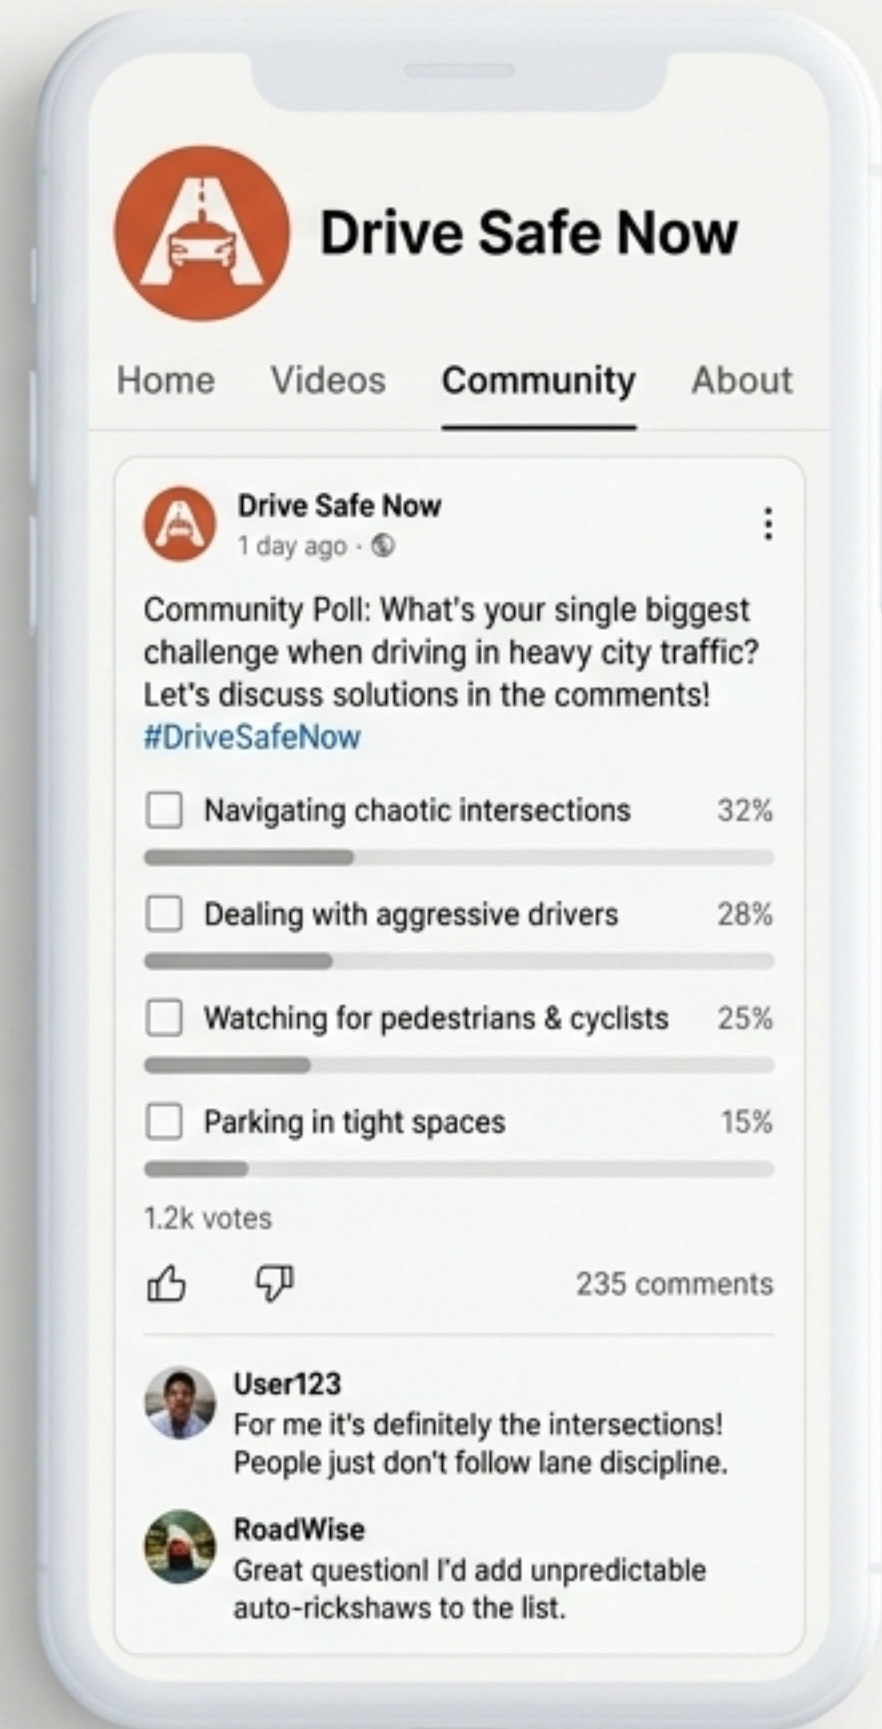 Drive Safe Now
Home Videos Community About
Drive Safe Now
1 day ago ·
Community Poll: What's your single biggest
challenge when driving in heavy city traffic?
Let's discuss solutions in the comments!
#DriveSafeNow
Navigating chaotic intersections 32%
Dealing with aggressive drivers 28%
Watching for pedestrians & cyclists 25%
Parking in tight spaces 15%
1.2k votes
235 comments
User123
For me it's definitely the intersections!
People just don't follow lane discipline.
RoadWise
Great questionl I'd add unpredictable
auto-rickshaws to the list.